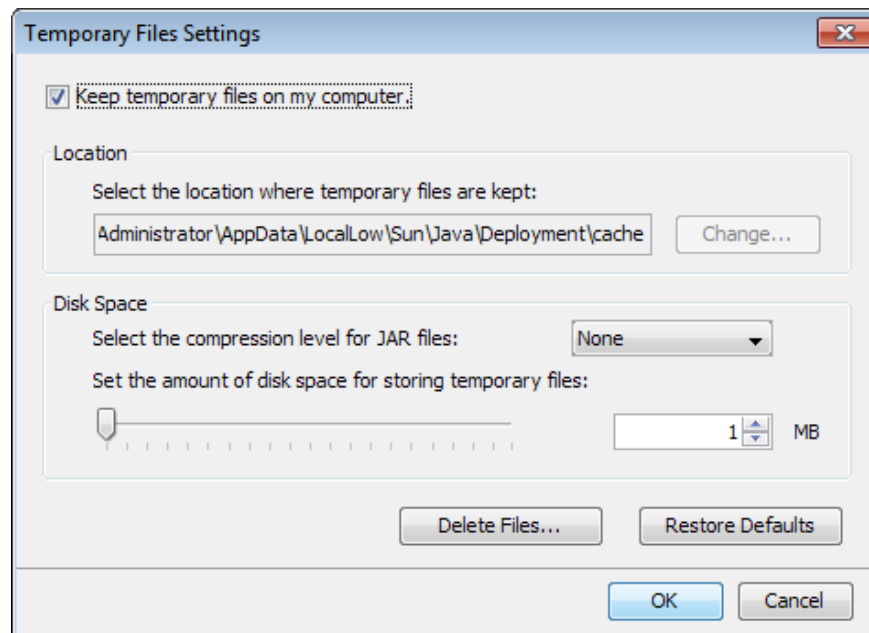 Temporary Files Settings
Keep temporary files on my computer.
Location
Select the location where temporary files are kept:
Administrator\AppData\LocalLow\Sun\Java\Deployment\cache
Change...
Disk Space
Select the compression level for JAR files:
None
Set the amount of disk space for storing temporary files:
1
MB
Delete Files...
Restore Defaults
OK
Cancel